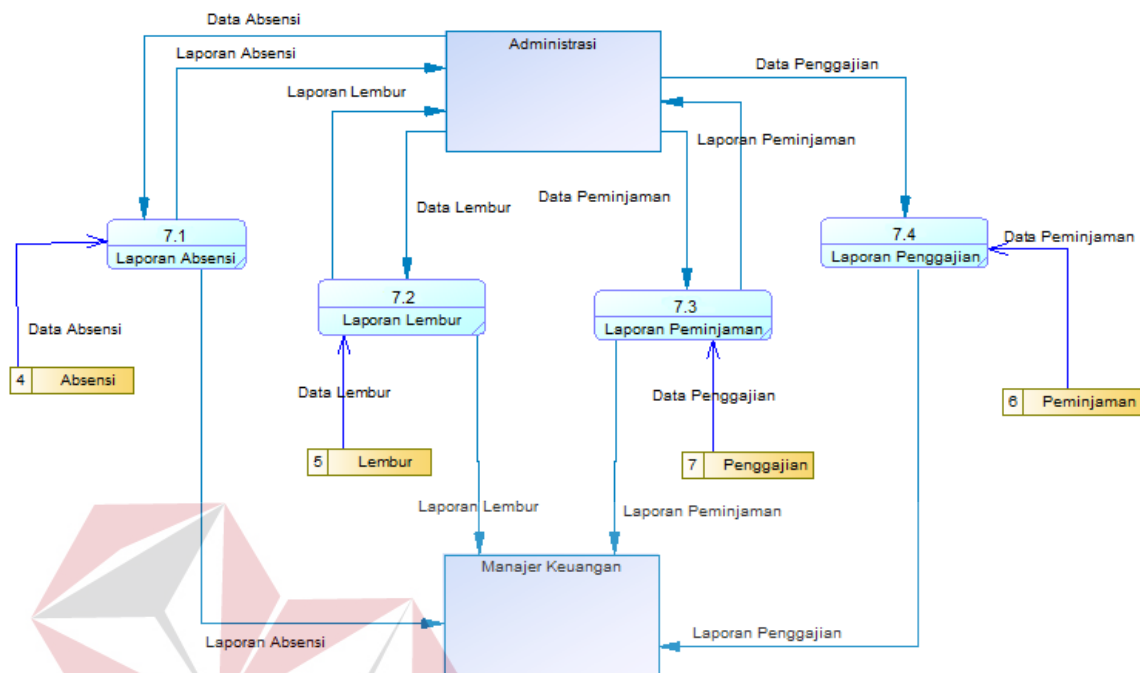 Data Absensi
Administrasi
Laporan Absensi
Data Penggajian
Laporan Lembur
Laporan Peminjaman
Data Peminjaman
Data Lembur
7.1
Laporan Absensi
7.4
Laporan Penggajian
Data Peminjaman
7.2
Laporan Lembur
7.3
Laporan Peminjaman
Data Absensi
4 Absensi
Data Lembur
Data Penggajian
6 Peminjaman
5 Lembur
7 Penggajian
Laporan Lembur
Laporan Peminjaman
Manajer Keuangan
Laporan Absensi
Laporan Penggajian